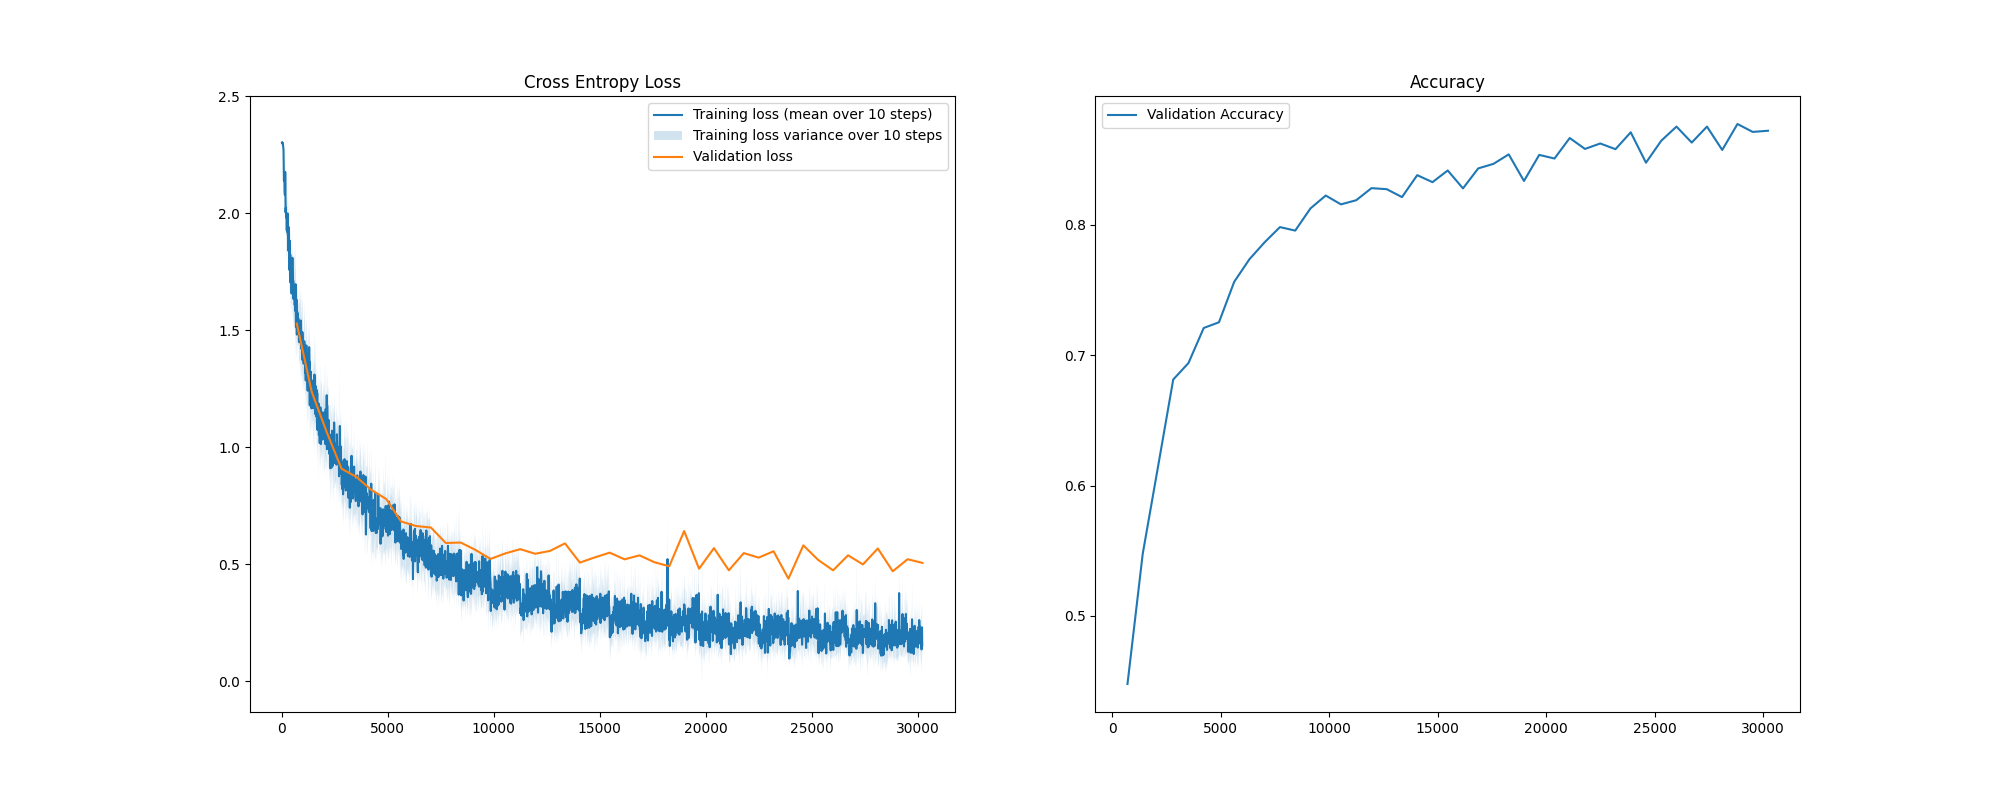 Cross Entropy Loss
2.5
2.0
1.5
1.0
0.5
0.0
Training loss (mean over 10 steps)
Training loss variance over 10 steps
Validation loss
0 5000 10000 15000 20000 25000 30000
Accuracy
Validation Accuracy
0.8
0.7
0.6
0.5
0 5000 10000 15000 20000 25000 30000